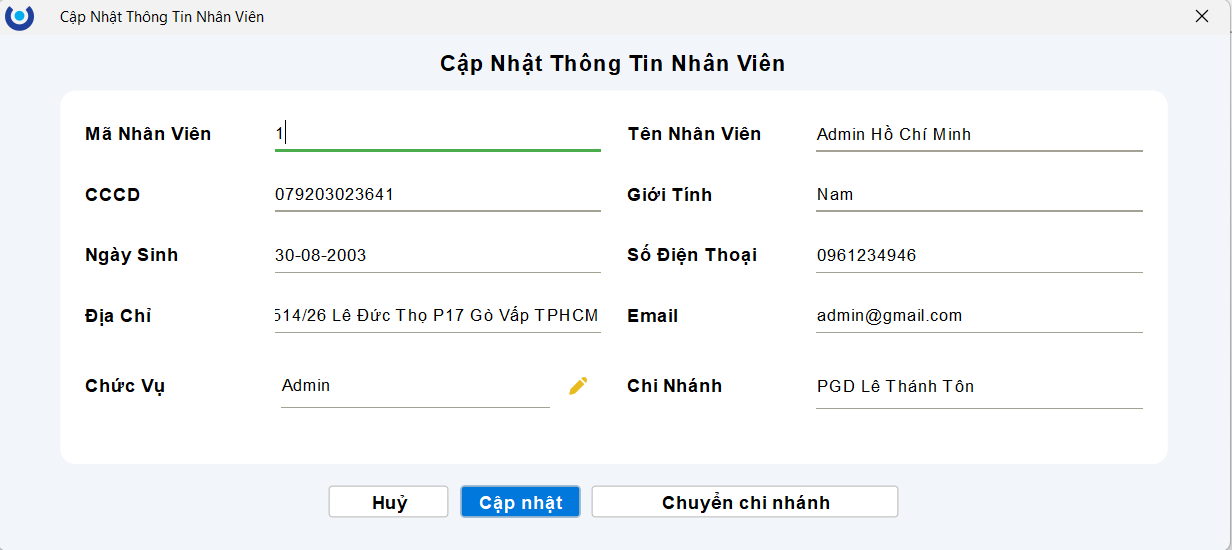 Cập Nhật Thông Tin Nhân Viên
Cập Nhật Thông Tin Nhân Viên
Mã Nhân Viên 1 Tên Nhân Viên Admin Hồ Chí Minh
CCCD 079203023641 Giới Tính Nam
Ngày Sinh 30-08-2003 Số Điện Thoại 0961234946
Địa Chỉ 514/26 Lê Đức Thọ P17 Gò Vấp TPHCM Email admin@gmail.com
Chức Vụ Admin Chi Nhánh PGD Lê Thánh Tôn
Huỷ Cập nhật Chuyển chi nhánh